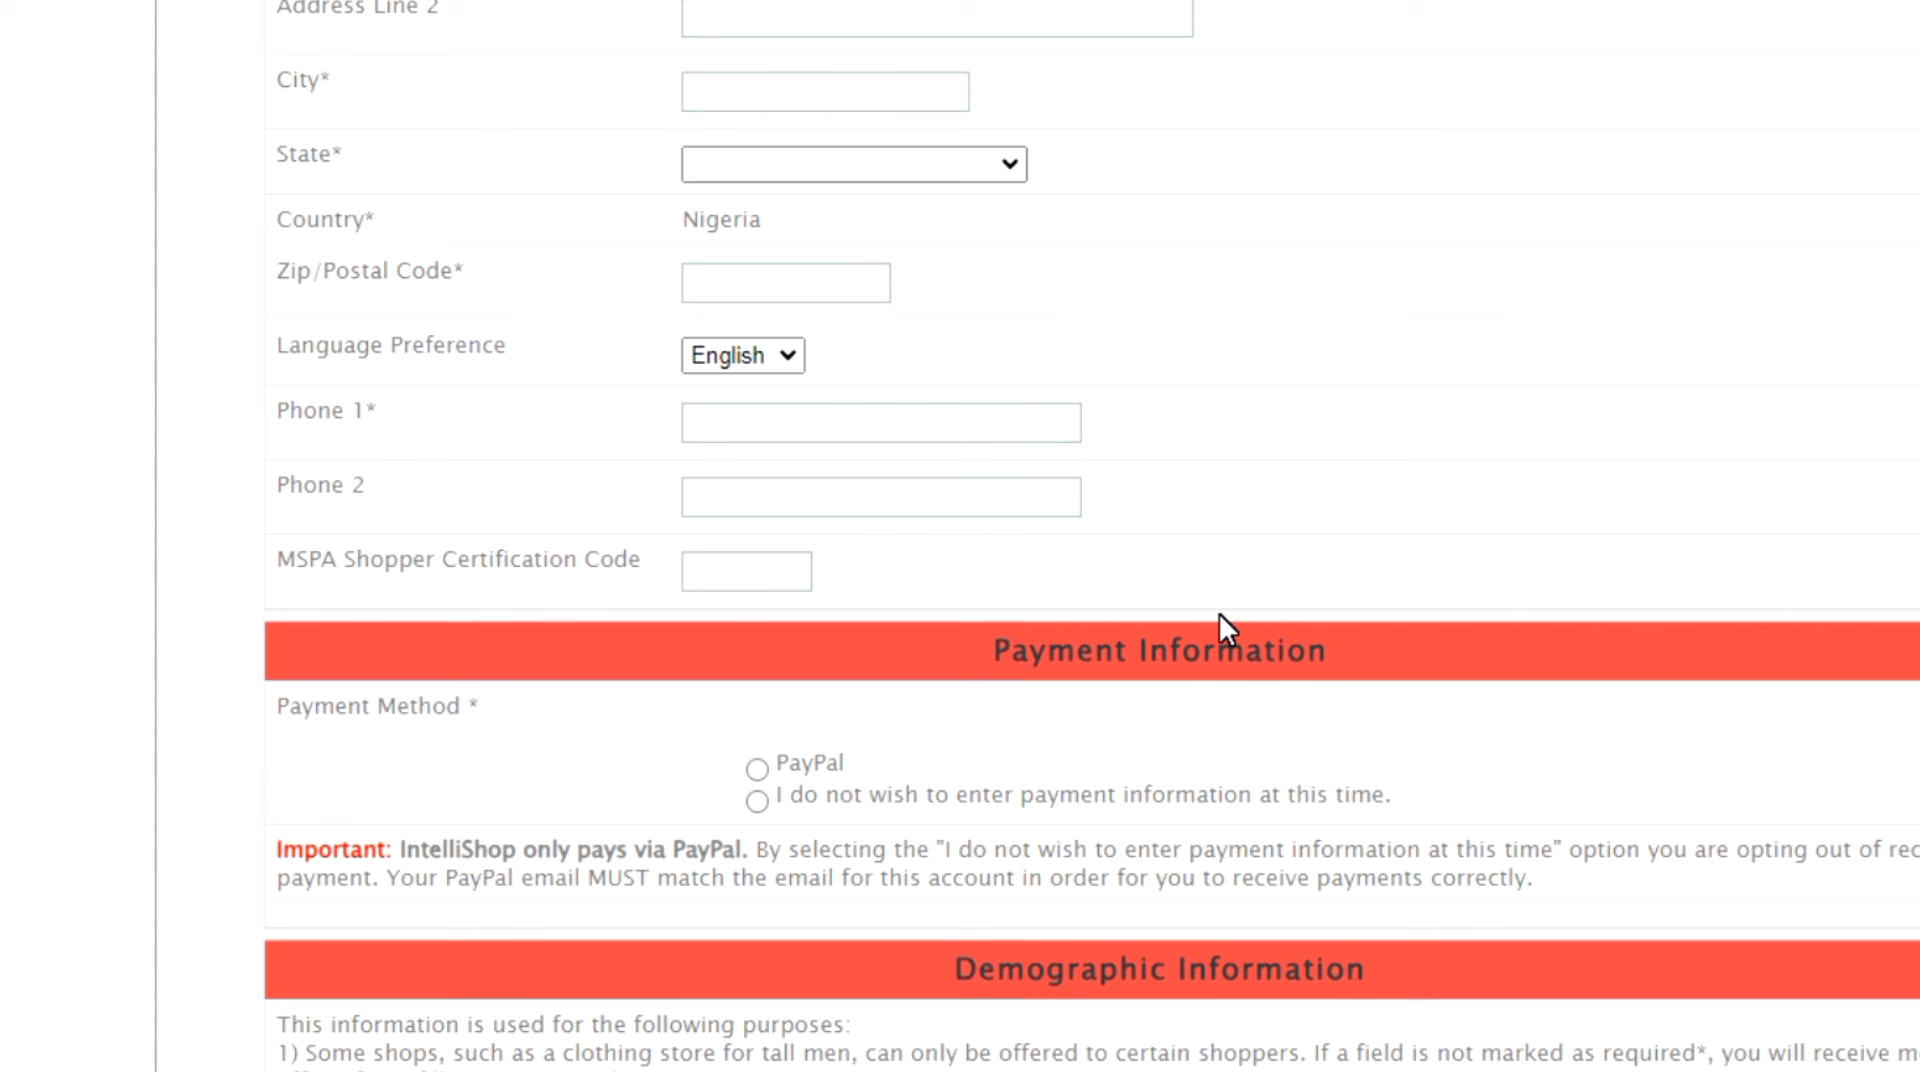 Address Line 2
City*
State*
Country* Nigeria
Zip/Postal Code*
Language Preference English
Phone 1*
Phone 2
MSPA Shopper Certification Code
Payment Information
Payment Method *
PayPal
I do not wish to enter payment information at this time.
Important: IntelliShop only pays via PayPal. By selecting the "I do not wish to enter payment information at this time" option you are opting out of
payment. Your PayPal email MUST match the email for this account in order for you to receive payments correctly.
Demographic Information
This information is used for the following purposes:
1) Some shops, such as a clothing store for tall men, can only be offered to certain shoppers. If a field is not marked as required*, you will receive